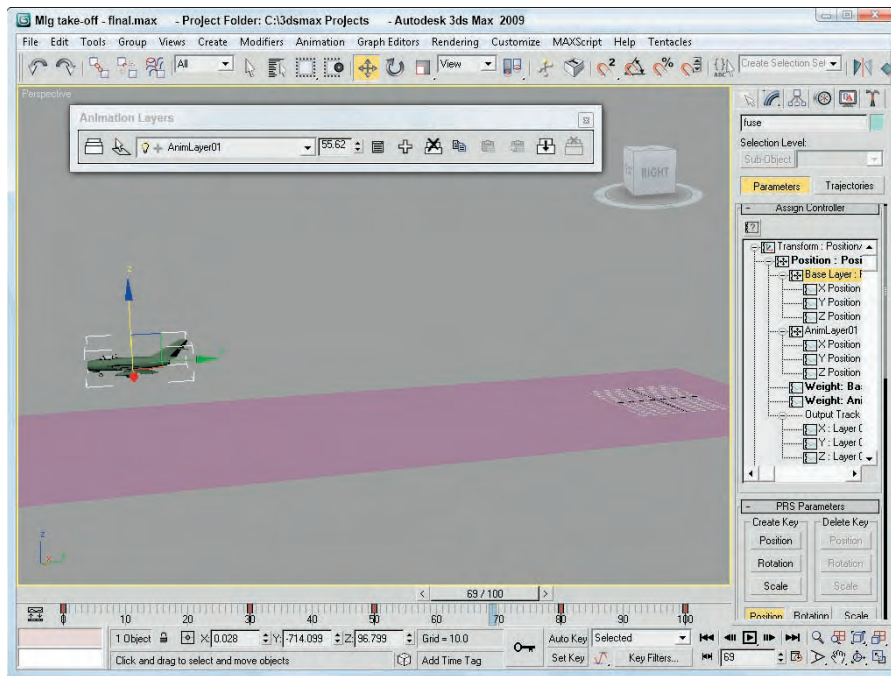 Mig take-off - final.max - Project Folder: C:\3dsmax Projects - Autodesk 3ds Max 2009
File Edit Tools Group Views Create Modifiers Animation Graph Editors Rendering Customize MAXScript Help Tentacles
All View Create Selection Set
Perspective
Animation Layers
AnimLayer01 55.62
RIGHT
fuse
Selection Level:
Sub-Object
Parameters Trajectories
- Assign Controller
Transform : Position/
Position : Posi
Base Layer : P
X Position
Y Position
Z Position
AnimLayer01
X Position
Y Position
Z Position
Weight: Ba
Weight: Ani
Output Track
X : Layer O
Y : Layer O
Z : Layer O
- PRS Parameters
Create Key Delete Key
Position Position
Rotation Rotation
Scale Scale
Position Rotation Scale
z
z
x
< 69 / 100 >
0 10 20 30 40 50 60 70 80 90 100
1 Object X: 0.028 Y: -714.099 Z: 96.799 Grid = 10.0 Auto Key Selected
Click and drag to select and move objects Add Time Tag Set Key Key Filters... 69